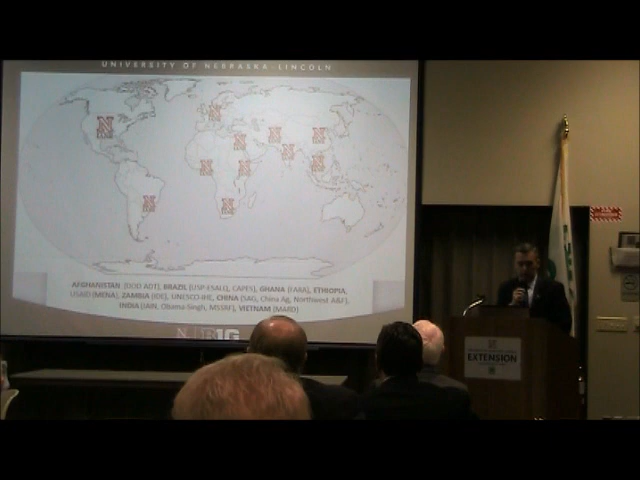 UNIVERSITY OF NEBRASKA-LINCOLN
AFGHANISTAN (DOD ADT), BRAZIL (USP-ESALQ, CAPES), GHANA (FARA), ETHIOPIA,
USAID (MENA), ZAMBIA (IDE), UNESCO-IHE, CHINA (SAG, China Ag, Northwest A&F),
INDIA (JAIN, Obama-Singh, MSSRF), VIETNAM (MARD)
EXTENSION